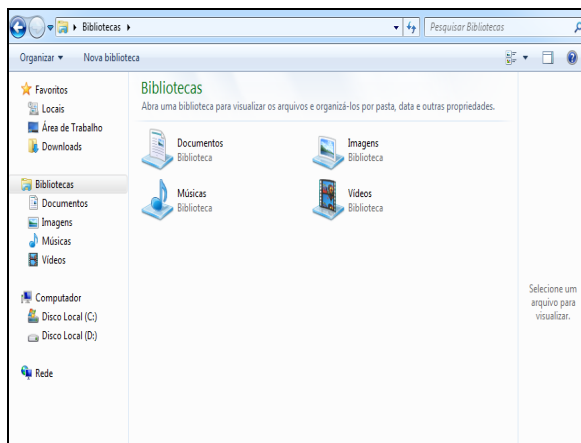 Bibliotecas
Pesquisar Bibliotecas
Organizar
Nova biblioteca
Favoritos
Locais
Área de Trabalho
Downloads
Bibliotecas
Documentos
Imagens
Músicas
Vídeos
Computador
Disco Local (C:)
Disco Local (D:)
Rede
Bibliotecas
Abra uma biblioteca para visualizar os arquivos e organizá-los por pasta, data e outras propriedades.
Documentos
Biblioteca
Imagens
Biblioteca
Músicas
Biblioteca
Vídeos
Biblioteca
Selecione um
arquivo para
visualizar.